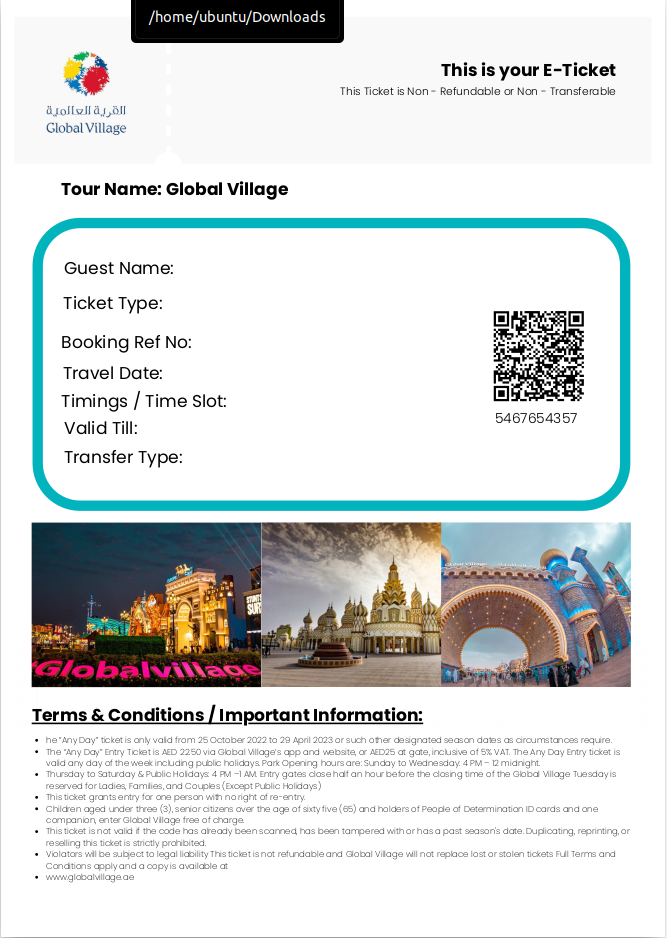 /home/ubuntu/Downloads
القرية العالمية
Global Village
This is your E-Ticket
This Ticket is Non - Refundable or Non - Transferable
Tour Name: Global Village
Guest Name:
Ticket Type:
Booking Ref No:
Travel Date:
Timings / Time Slot:
Valid Till:
Transfer Type:
5467654357
Globalvillage
Terms & Conditions / Important Information:
he "Any Day" ticket is only valid from 25 October 2022 to 29 April 2023 or such other designated season dates as circumstances require.
The "Any Day" Entry Ticket is AED 22.50 via Global Village's app and website, or AED25 at gate, inclusive of 5% VAT. The Any Day Entry ticket is
valid any day of the week including public holidays. Park Opening hours are: Sunday to Wednesday: 4 PM – 12 midnight.
Thursday to Saturday & Public Holidays: 4 PM –1 AM. Entry gates close half an hour before the closing time of the Global Village Tuesday is
reserved for Ladies, Families, and Couples (Except Public Holidays)
This ticket grants entry for one person with no right of re-entry.
Children aged under three (3), senior citizens over the age of sixty five (65) and holders of People of Determination ID cards and one
companion, enter Global Village free of charge.
This ticket is not valid if the code has already been scanned, has been tampered with or has a past season's date. Duplicating, reprinting, or
reselling this ticket is strictly prohibited.
Violators will be subject to legal liability This ticket is not refundable and Global Village will not replace lost or stolen tickets Full Terms and
Conditions apply and a copy is available at
www.globalvillage.ae